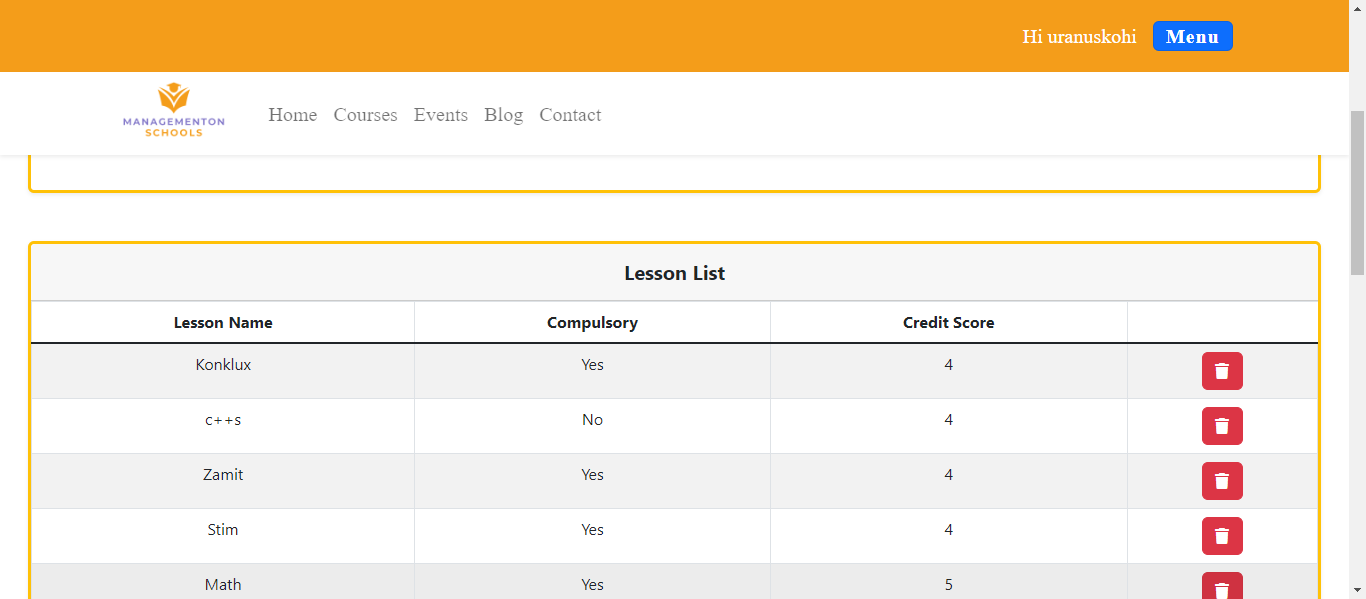 Hi uranuskohi Menu
MANAGEMENTON
SCHOOLS
Home Courses Events Blog Contact
Lesson List
Lesson Name Compulsory Credit Score
Konklux Yes 4
c++s No 4
Zamit Yes 4
Stim Yes 4
Math Yes 5